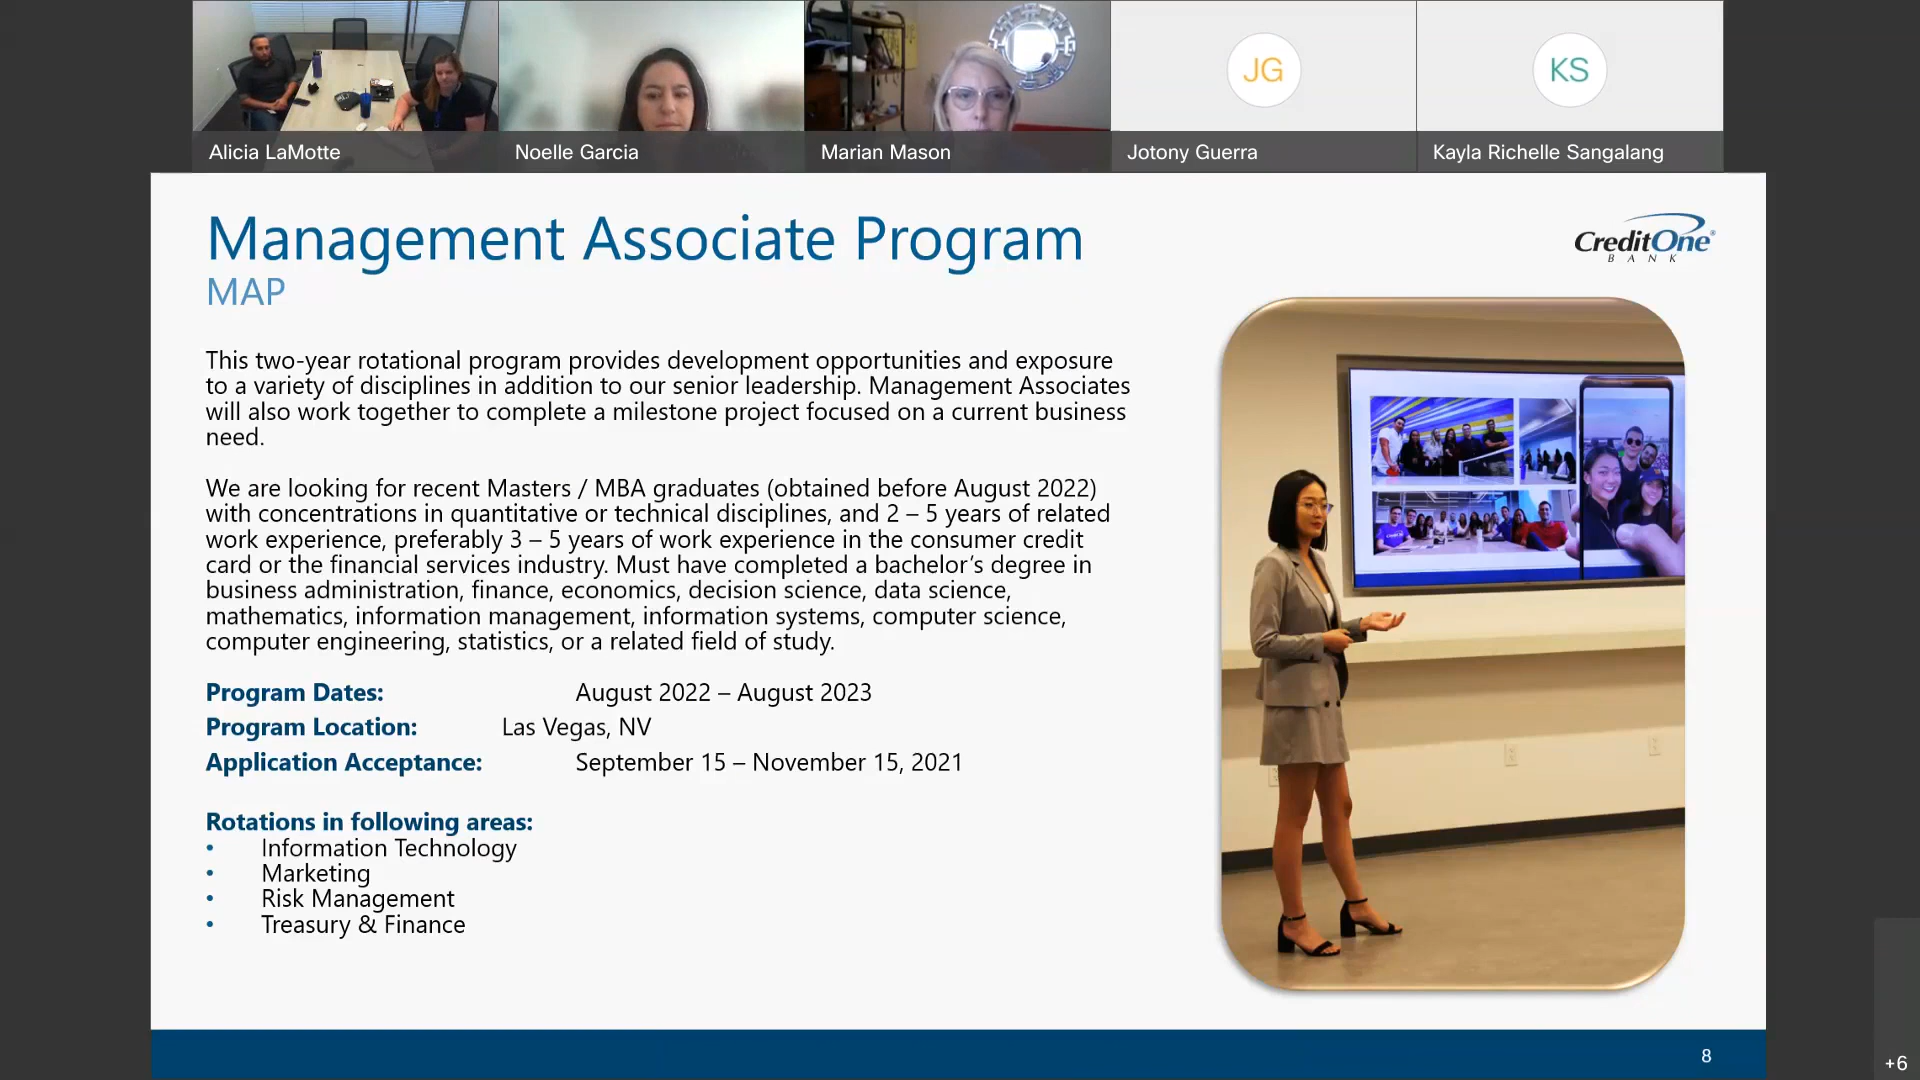 JG
KS
Alicia LaMotte
Noelle Garcia
Marian Mason
Jotony Guerra
Kayla Richelle Sangalang
Management Associate Program
CreditOne®
BANK
MAP
This two-year rotational program provides development opportunities and exposure
to a variety of disciplines in addition to our senior leadership. Management Associates
will also work together to complete a milestone project focused on a current business
need.
We are looking for recent Masters / MBA graduates (obtained before August 2022)
with concentrations in quantitative or technical disciplines, and 2 – 5 years of related
work experience, preferably 3 – 5 years of work experience in the consumer credit
card or the financial services industry. Must have completed a bachelor’s degree in
business administration, finance, economics, decision science, data science,
mathematics, information management, information systems, computer science,
computer engineering, statistics, or a related field of study.
Program Dates: August 2022 – August 2023
Program Location: Las Vegas, NV
Application Acceptance: September 15 – November 15, 2021
Rotations in following areas:
• Information Technology
• Marketing
• Risk Management
• Treasury & Finance
8
+6